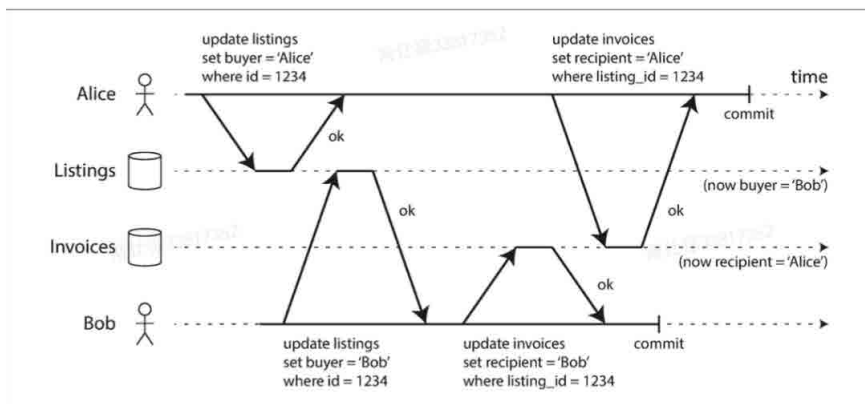 update listings
set buyer = ‘Alice’
where id = 1234
update invoices
set recipient = ‘Alice’
where listing_id = 1234
time
Alice
commit
ok
Listings
(now buyer = ‘Bob’)
ok
ok
Invoices
(now recipient = ‘Alice’)
ok
Bob
commit
update listings
set buyer = ‘Bob’
where id = 1234
update invoices
set recipient = ‘Bob’
where listing_id = 1234